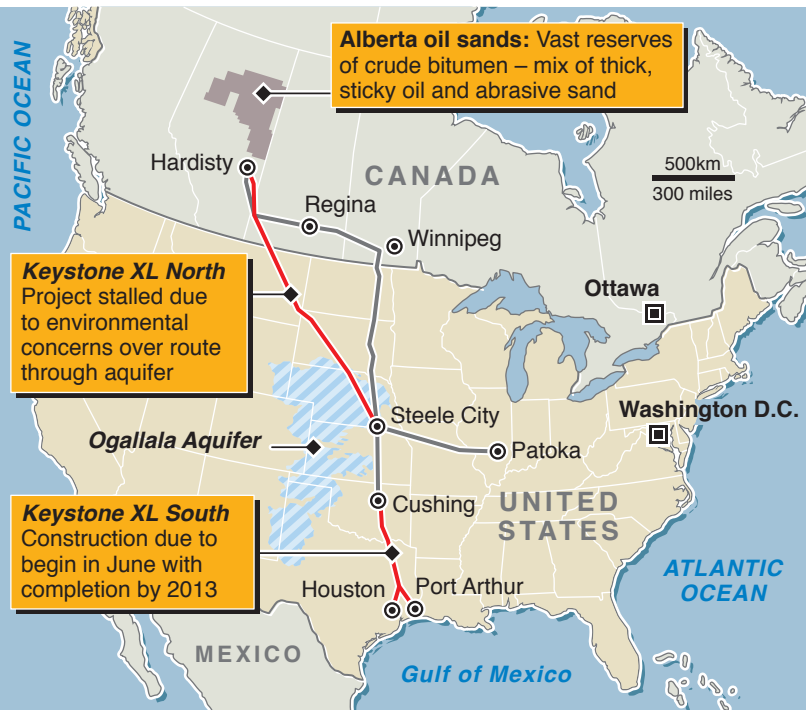 PACIFIC OCEAN
Alberta oil sands: Vast reserves
of crude bitumen – mix of thick,
sticky oil and abrasive sand
Hardisty
CANADA
500km
300 miles
Regina
Winnipeg
Keystone XL North
Project stalled due
to environmental
concerns over route
through aquifer
Ottawa
Steele City
Washington D.C.
Ogallala Aquifer
Patoka
Cushing
UNITED
STATES
Keystone XL South
Construction due to
begin in June with
completion by 2013
ATLANTIC
OCEAN
Houston
Port Arthur
MEXICO
Gulf of Mexico